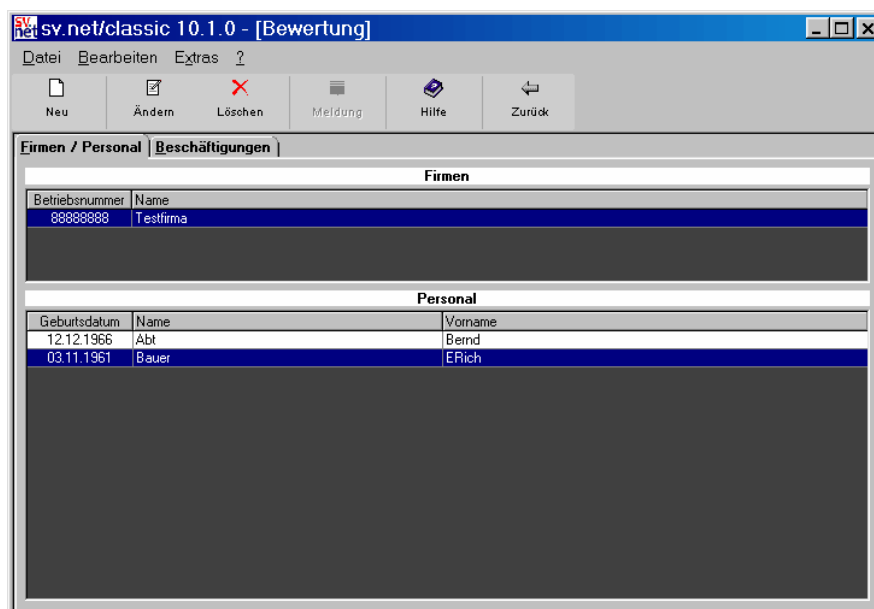 sv.net sv.net/classic 10.1.0 - [Bewertung]
Datei Bearbeiten Extras ?
Neu Ändern Löschen Meldung Hilfe Zurück
Firmen / Personal Beschäftigungen
Firmen
Betriebsnummer Name
88888888 Testfirma
Personal
Geburtsdatum Name Vorname
12.12.1966 Abt Bernd
03.11.1961 Bauer ERich